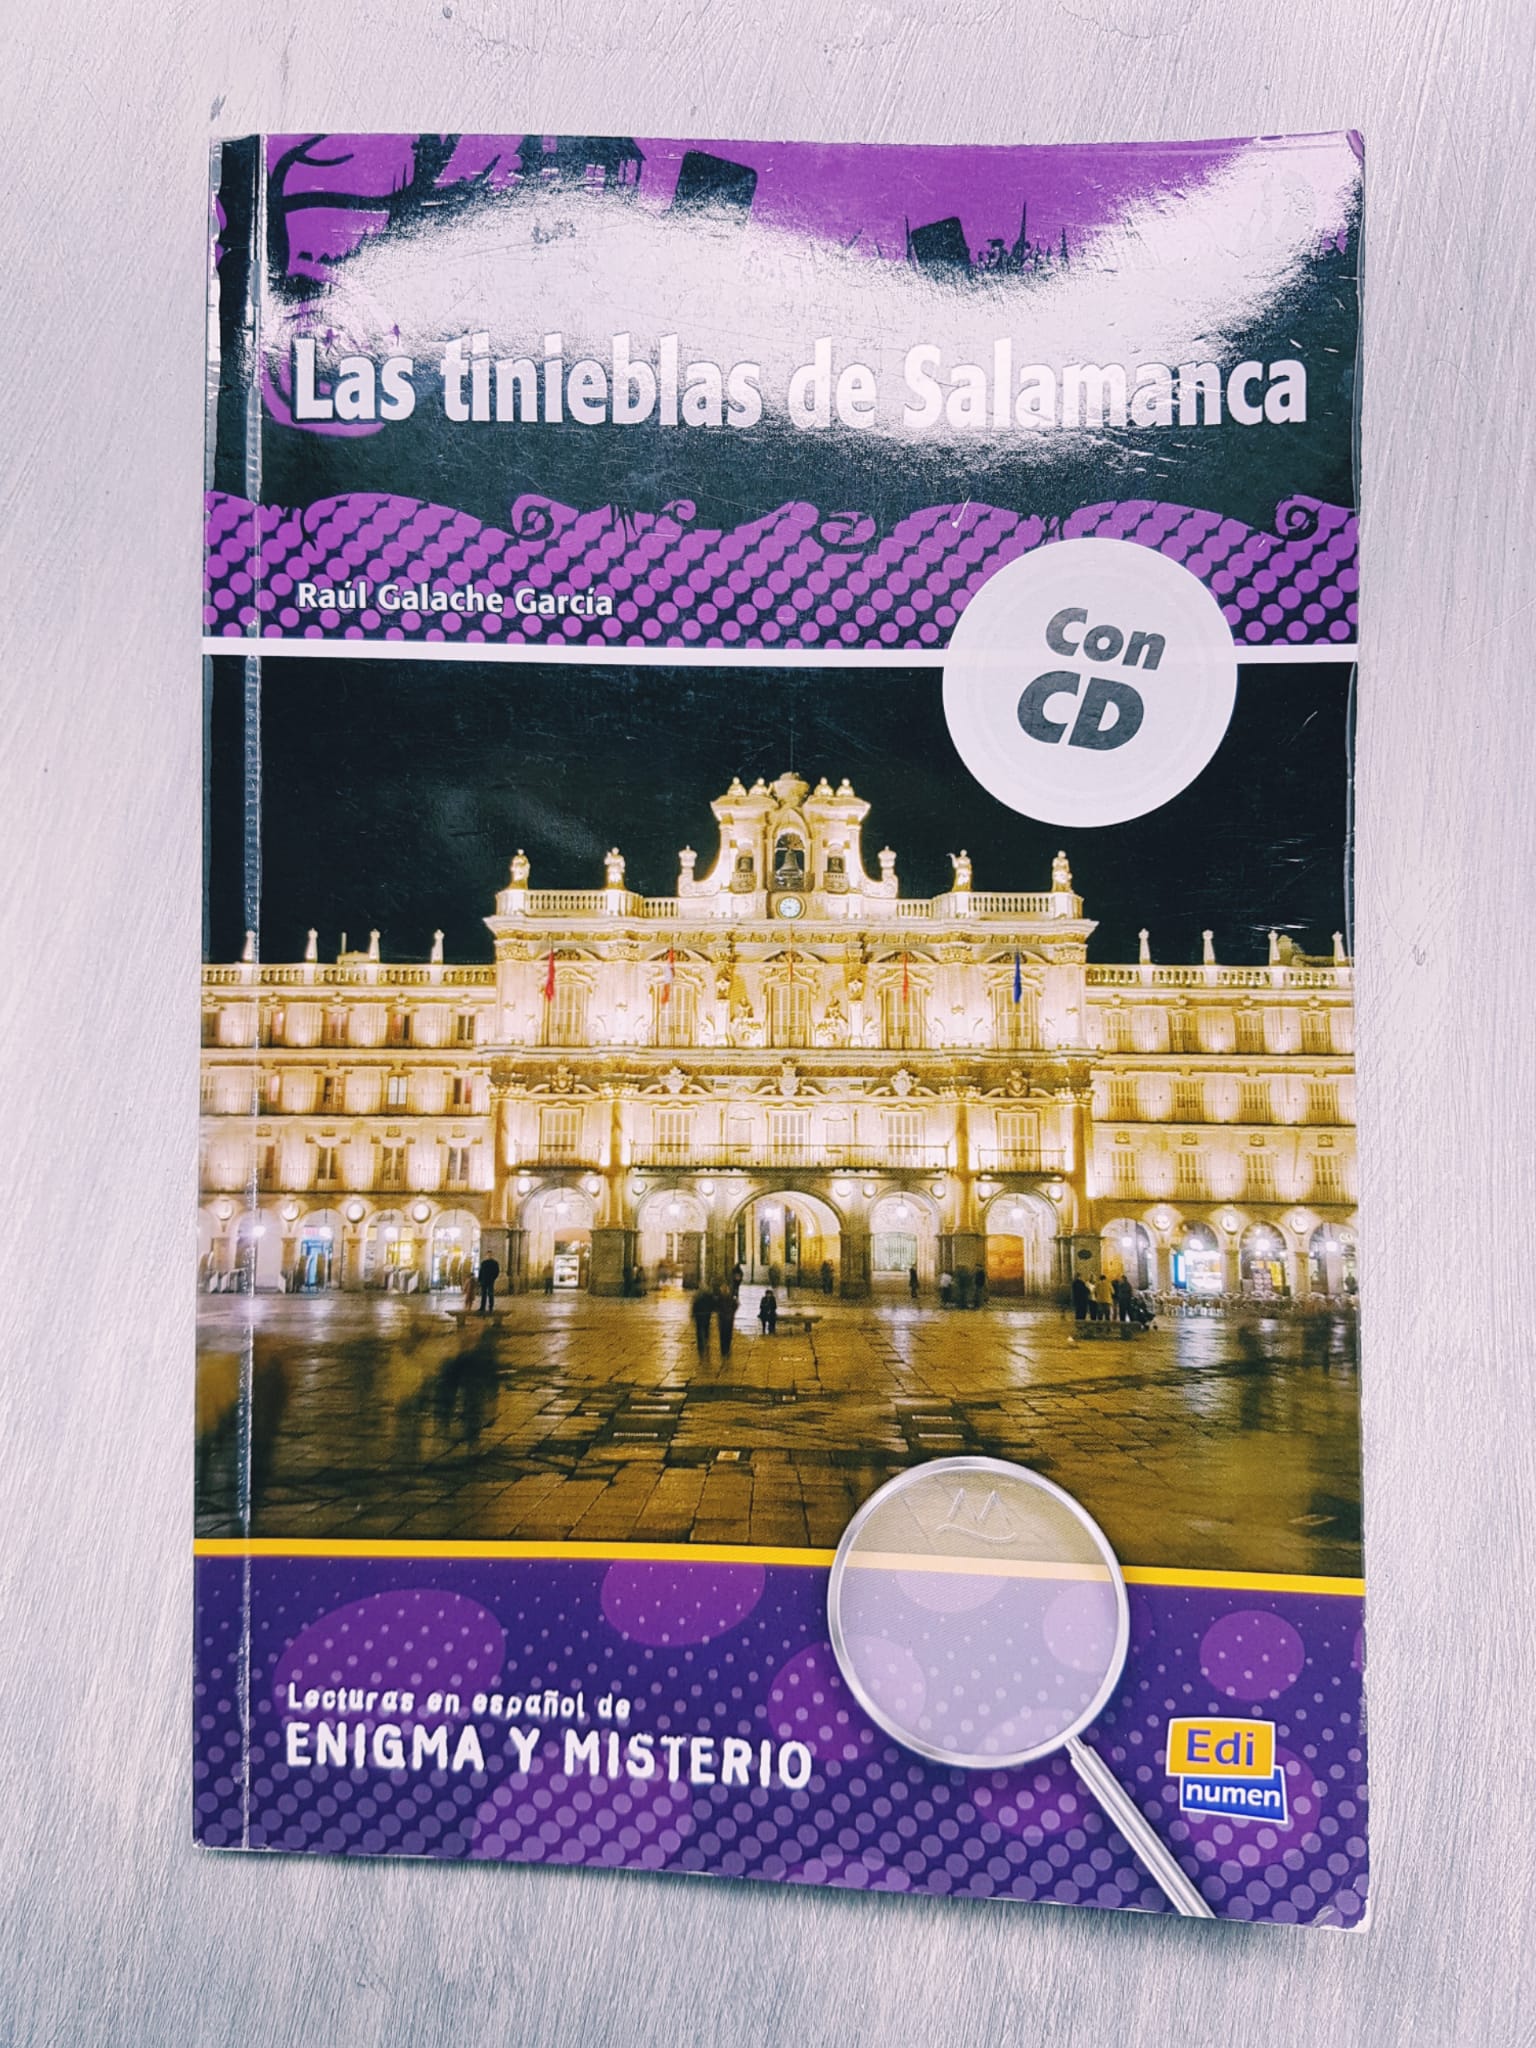 Las tinieblas de Salamanca
Raúl Galache García
Con
CD
Lecturas en español de
ENIGMA Y MISTERIO
Edi
numen